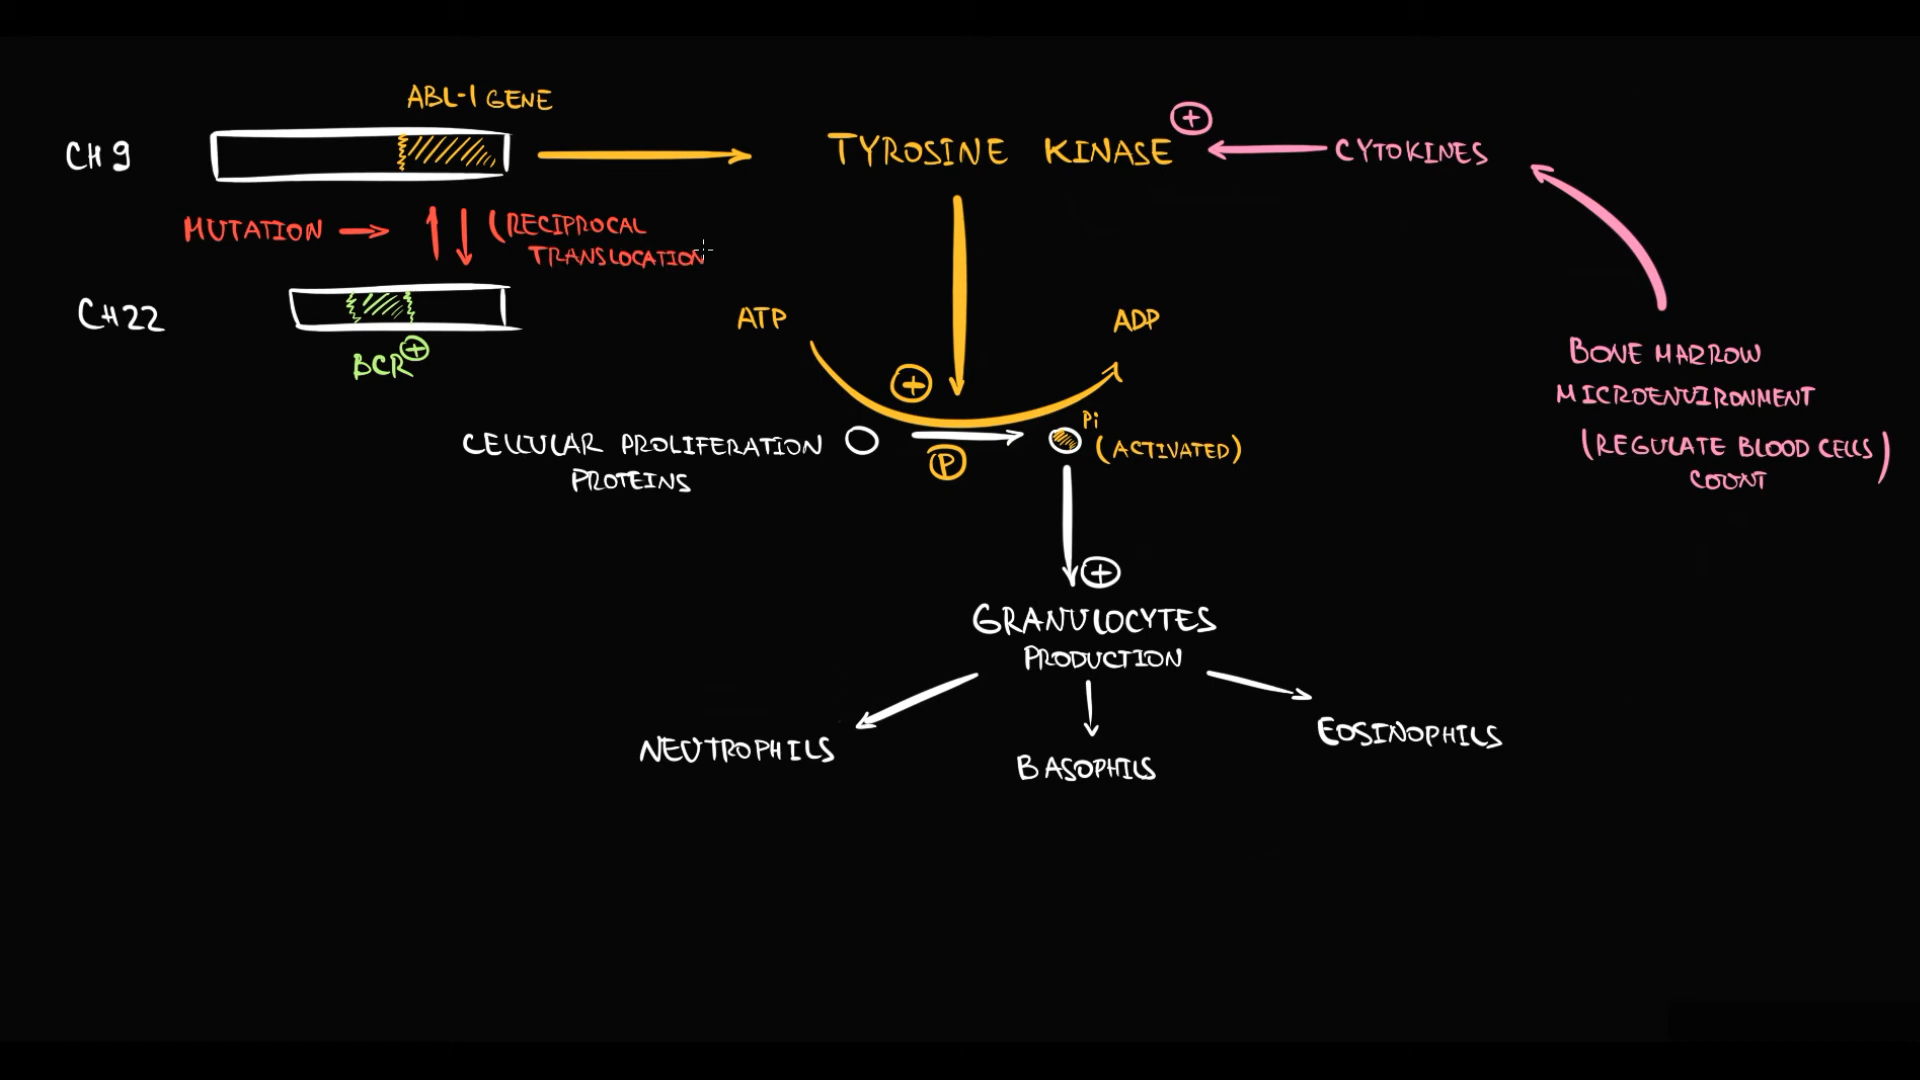 ABL-1 GENE
CH 9
TYROSINE KINASE
+
CYTOKINES
MUTATION
(RECIPROCAL
TRANSLOCATION
CH22
BCR+
ATP
ADP
+
CELLULAR PROLIFERATION
PROTEINS
P
Pi
(ACTIVATED)
BONE MARROW
MICROENVIRONMENT
(REGULATE BLOOD CELLS)
COUNT
+
GRANULOCYTES
PRODUCTION
NEUTROPHILS
BASOPHILS
EOSINOPHILS